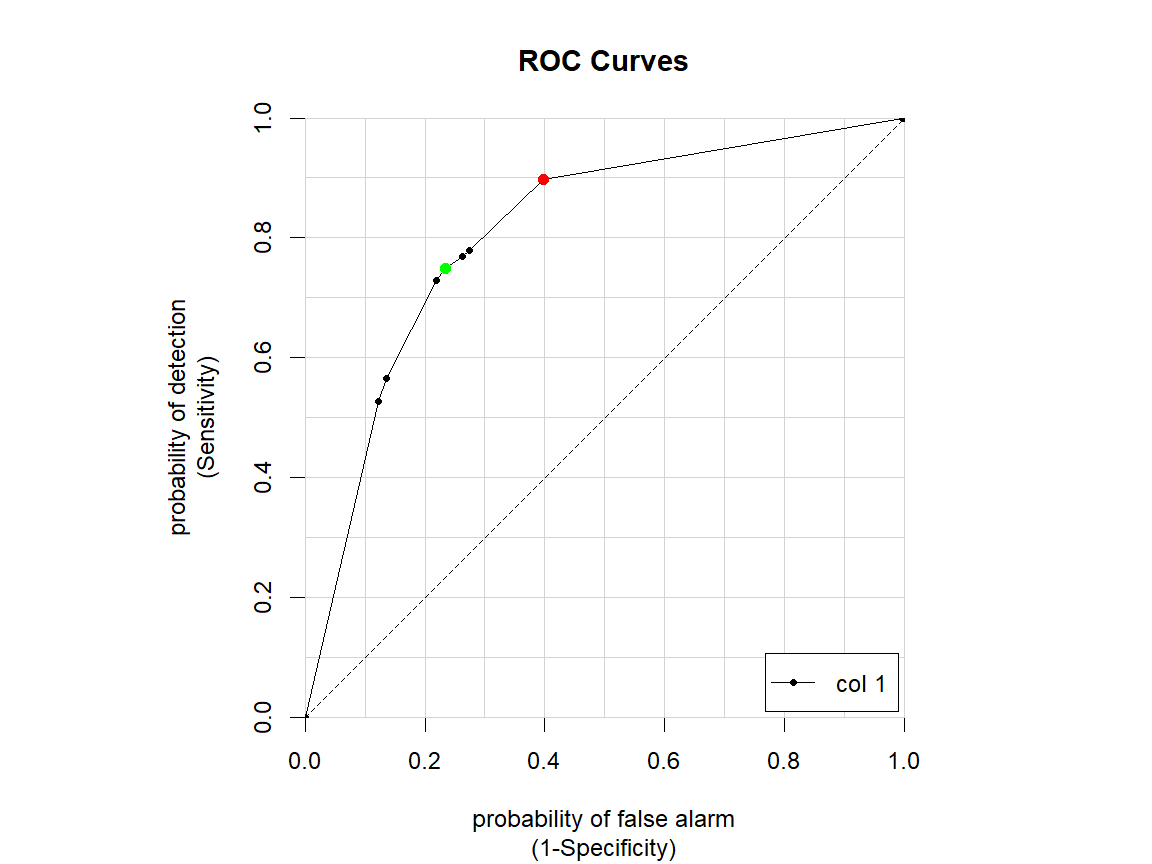 ROC Curves
probability of detection
(Sensitivity)
1.0
0.8
0.6
0.4
0.2
0.0
col 1
0.0 0.2 0.4 0.6 0.8 1.0
probability of false alarm
(1-Specificity)